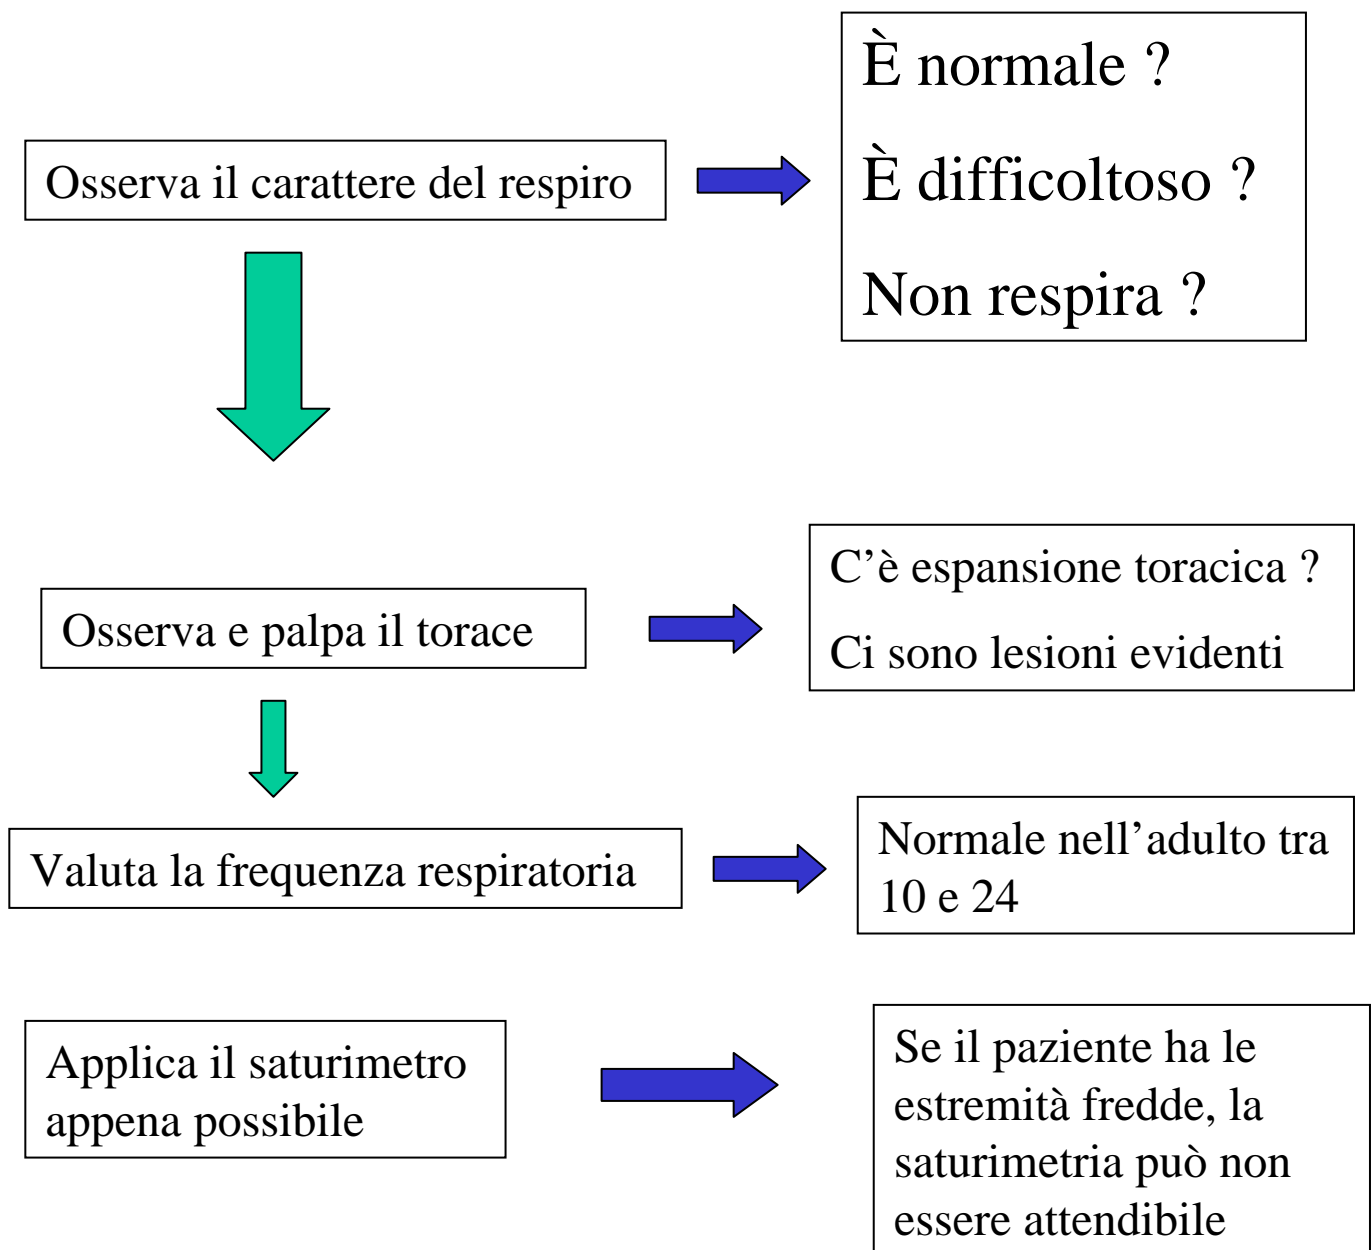 Osserva il carattere del respiro
È normale ?
È difficoltoso ?
Non respira ?
Osserva e palpa il torace
C’è espansione toracica ?
Ci sono lesioni evidenti
Valuta la frequenza respiratoria
Normale nell’adulto tra
10 e 24
Applica il saturimetro
appena possibile
Se il paziente ha le
estremità fredde, la
saturimetria può non
essere attendibile